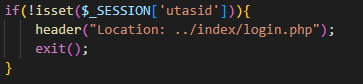 if(!isset($_SESSION['utasid'])){
    header("Location: ../index/login.php");
    exit();
}